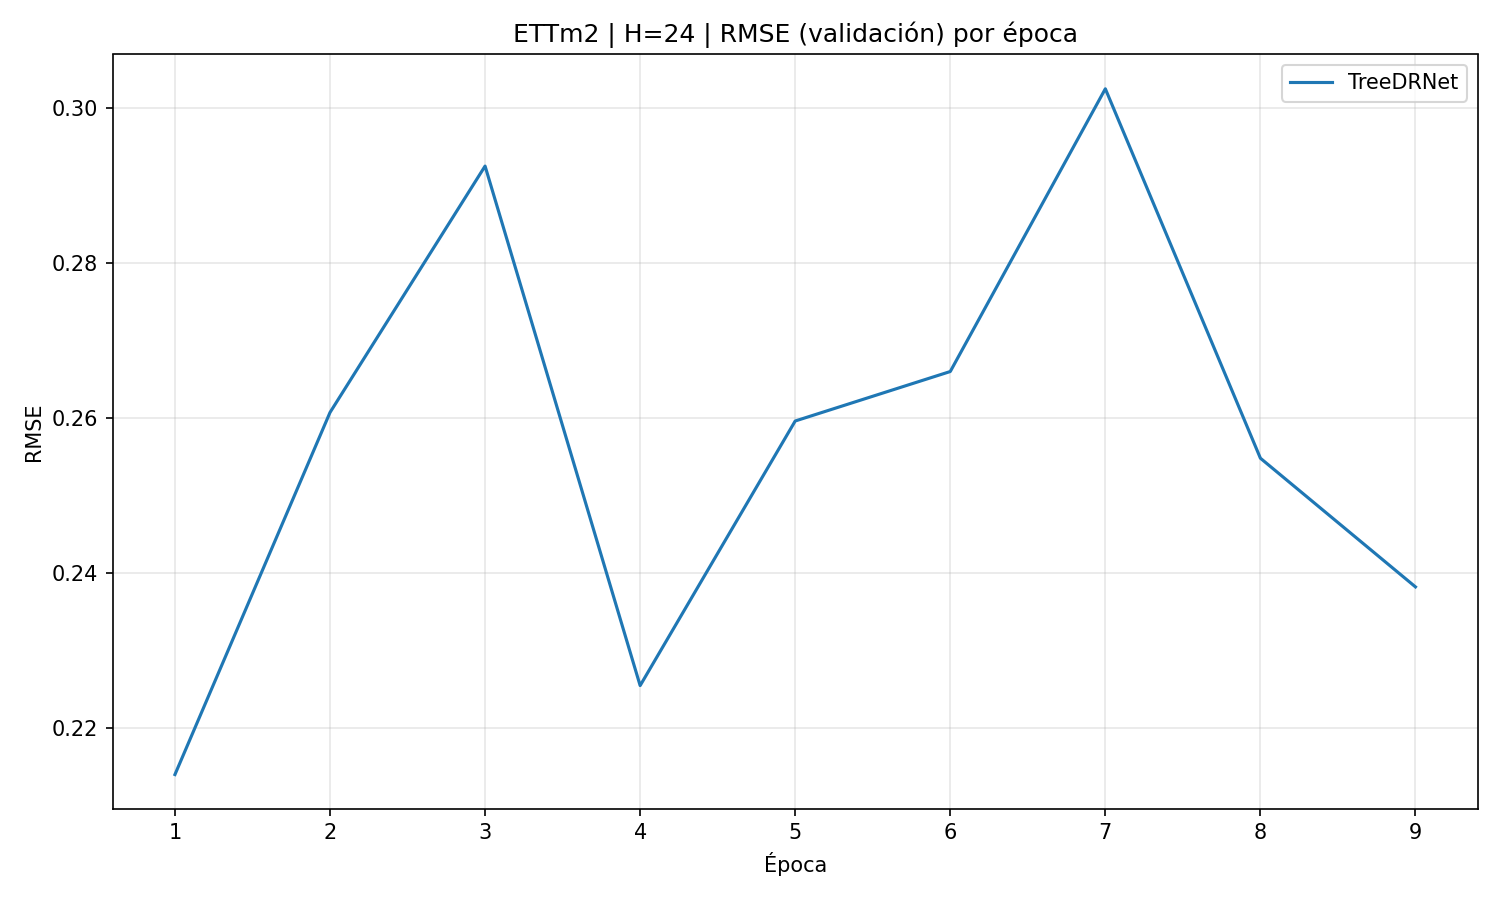 ETTm2 | H=24 | RMSE (validación) por época
TreeDRNet
RMSE
0.30
0.28
0.26
0.24
0.22
1 2 3 4 5 6 7 8 9
Época